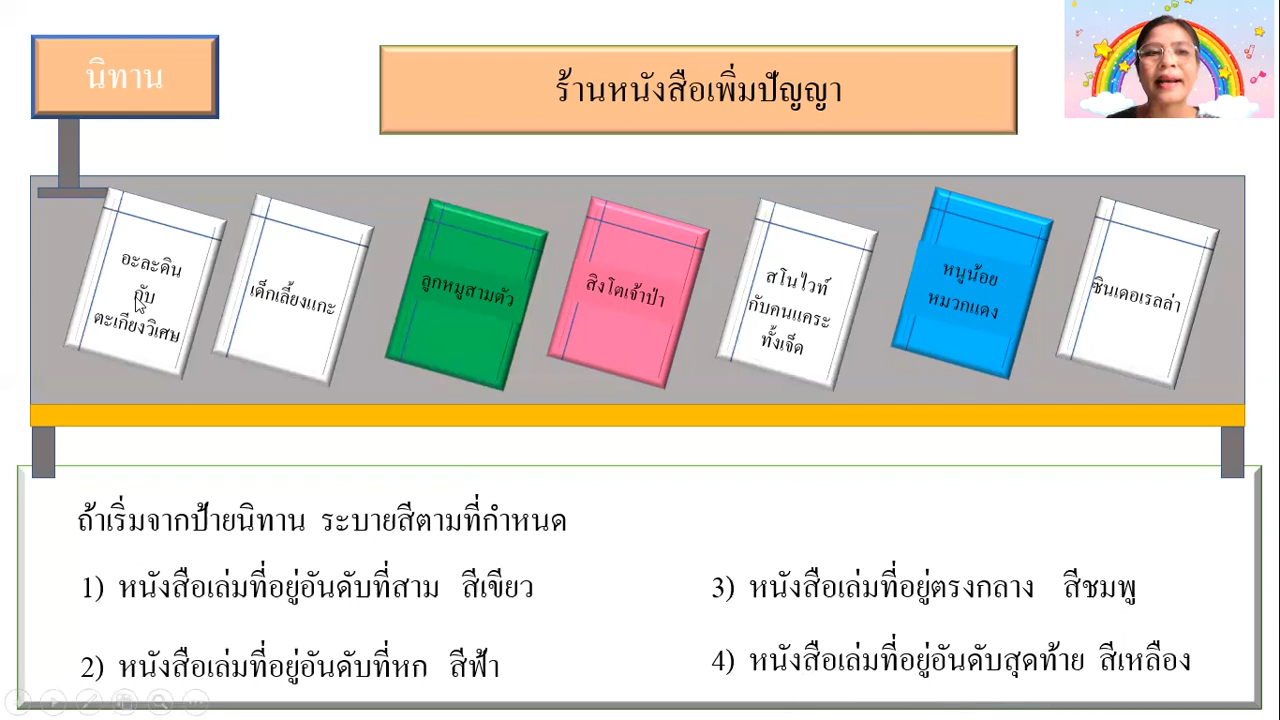 นิทาน
ร้านหนังสือเพิ่มปัญญา
อะละดิน
กับ
ตะเกียงวิเศษ
เด็กเลี้ยงแกะ
ลูกหมูสามตัว
สิงโตเจ้าป่า
สโนไวท์
กับคนแคระ
ทั้งเจ็ด
หนูน้อย
หมวกแดง
ซินเดอเรลล่า
ถ้าเริ่มจากป้ายนิทาน ระบายสีตามที่กำหนด
1) หนังสือเล่มที่อยู่อันดับที่สาม สีเขียว
2) หนังสือเล่มที่อยู่อันดับที่หก สีฟ้า
3) หนังสือเล่มที่อยู่ตรงกลาง สีชมพู
4) หนังสือเล่มที่อยู่อันดับสุดท้าย สีเหลือง